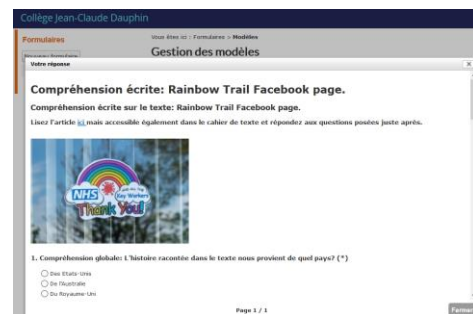 Collège Jean-Claude Dauphin
Formulaires
Vous êtes ici : Formulaires > Modèles
Gestion des modèles
Votre réponse
Compréhension écrite: Rainbow Trail Facebook page.
Compréhension écrite sur le texte: Rainbow Trail Facebook page.
Lisez l'article ici mais accessible également dans le cahier de texte et répondez aux questions posées juste après.
NHS
Key Workers
Thank You!
1. Compréhension globale: L'histoire racontée dans le texte nous provient de quel pays? (*)
Des Etats-Unis
De l'Australie
Du Royaume-Uni
Page 1 / 1
Fermer